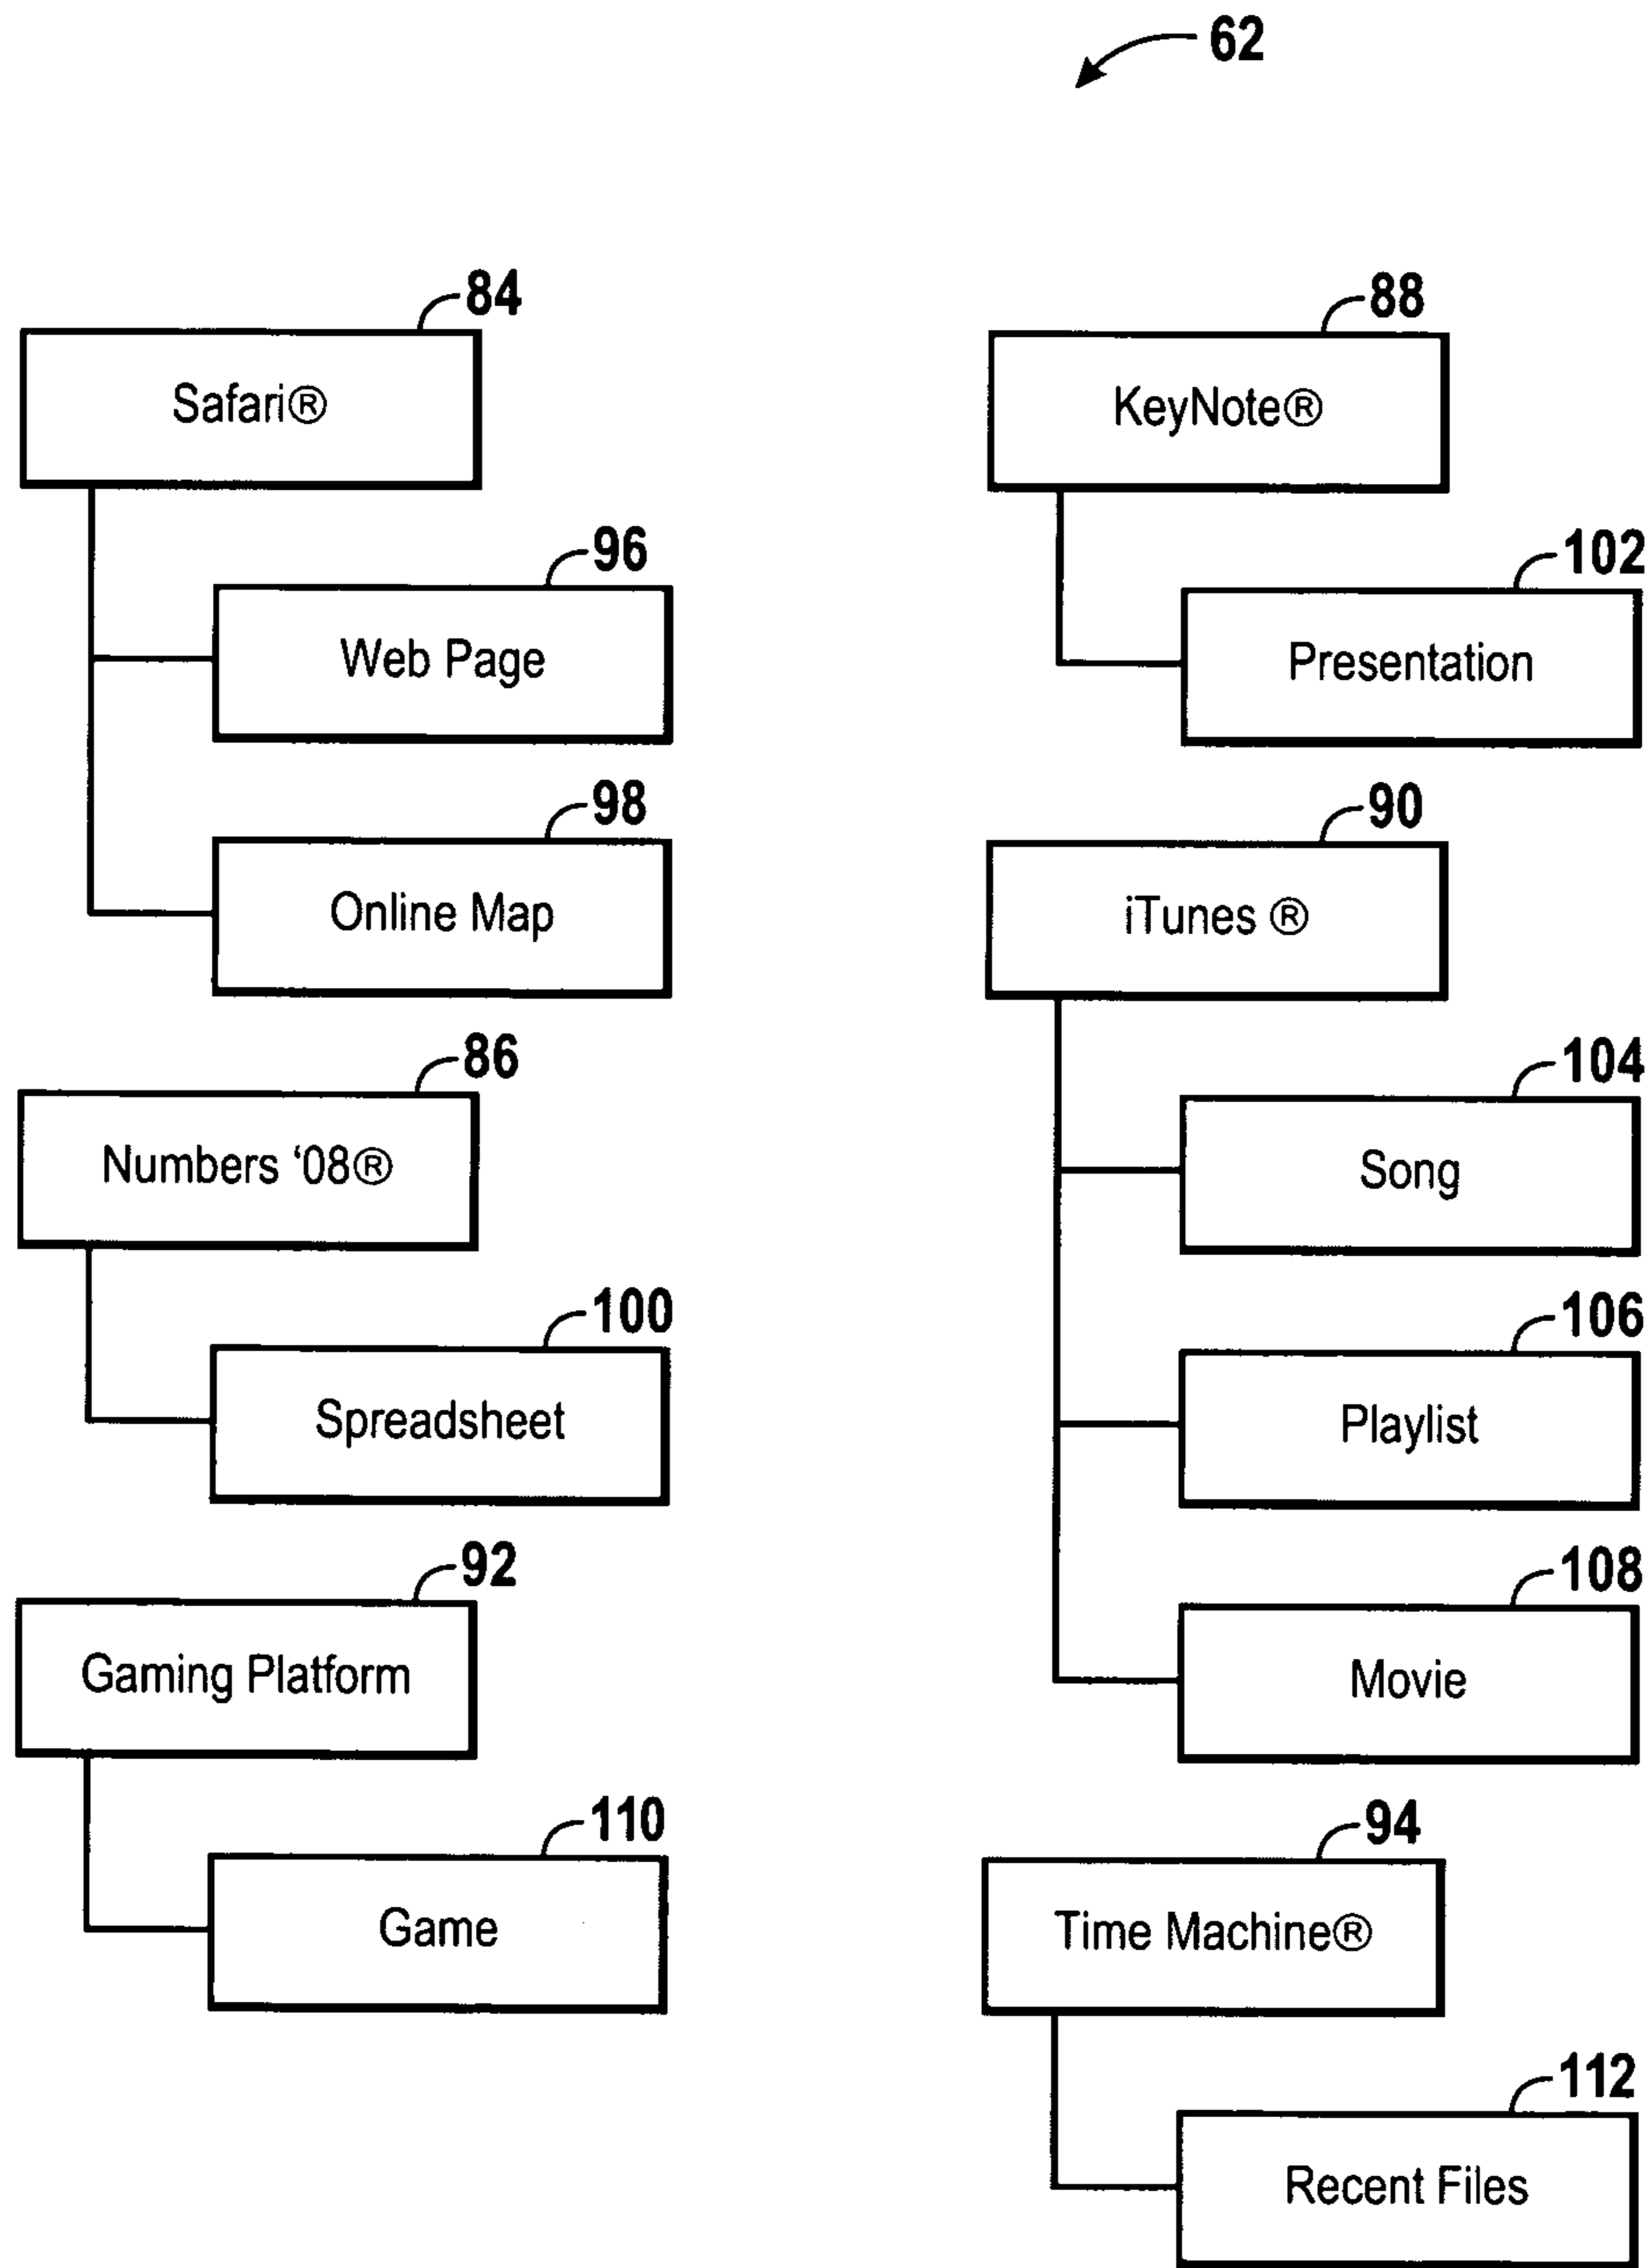 62
84
Safari®
96
Web Page
98
Online Map
86
Numbers ‘08®
100
Spreadsheet
92
Gaming Platform
110
Game
88
KeyNote®
102
Presentation
90
iTunes ®
104
Song
106
Playlist
108
Movie
94
Time Machine®
112
Recent Files